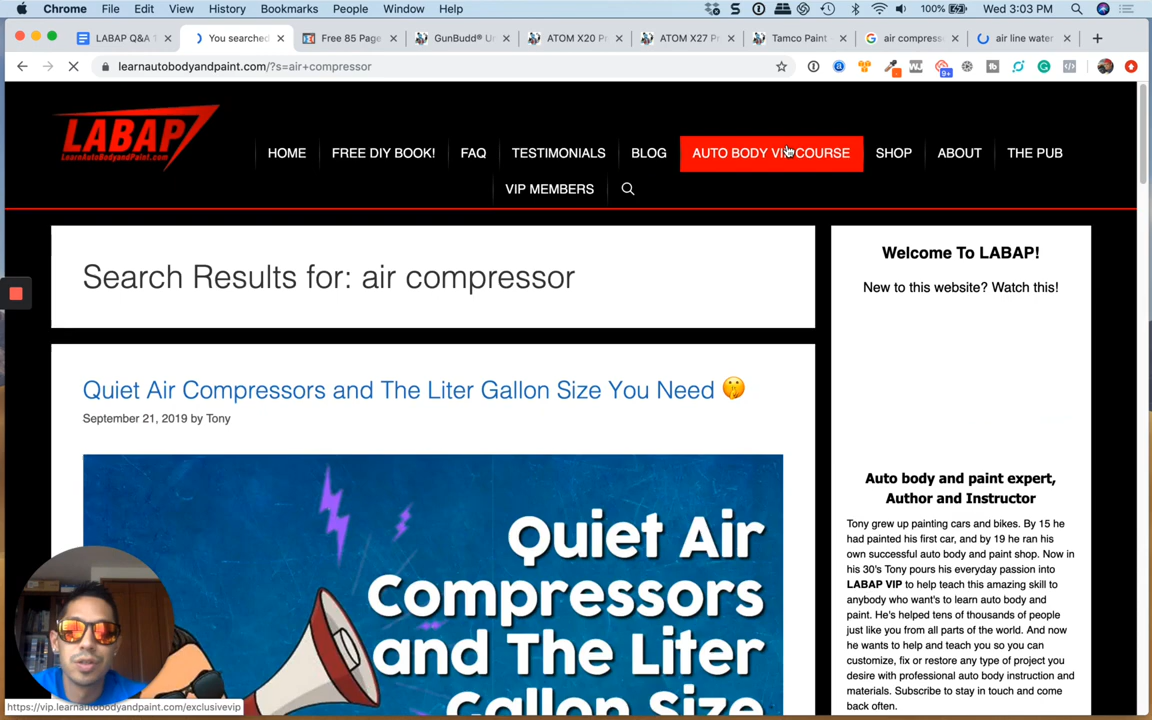 Chrome File Edit View History Bookmarks People Window Help
100% Wed 3:03 PM
LABAP Q&A
You searched
Free 85 Page
GunBudd® U
ATOM X20 P
ATOM X27 P
Tamco Paint
air compress
air line water
learnautobodyandpaint.com/?s=air+compressor
9+
LABAP
LearnAutoBodyandPaint.com
HOME FREE DIY BOOK! FAQ TESTIMONIALS BLOG AUTO BODY VIP COURSE SHOP ABOUT THE PUB
VIP MEMBERS
Search Results for: air compressor
Quiet Air Compressors and The Liter Gallon Size You Need 🤫
September 21, 2019 by Tony
Quiet Air
Compressors
and The Liter
Gallon Size
Welcome To LABAP!
New to this website? Watch this!
Auto body and paint expert,
Author and Instructor
Tony grew up painting cars and bikes. By 15 he
had painted his first car, and by 19 he ran his
own successful auto body and paint shop. Now in
his 30's Tony pours his everyday passion into
LABAP VIP to help teach this amazing skill to
anybody who want's to learn auto body and
paint. He's helped tens of thousands of people
just like you from all parts of the world. And now
he wants to help and teach you so you can
customize, fix or restore any type of project you
desire with professional auto body instruction and
materials. Subscribe to stay in touch and come
back often.
https://vip.learnautobodyandpaint.com/exclusivevip